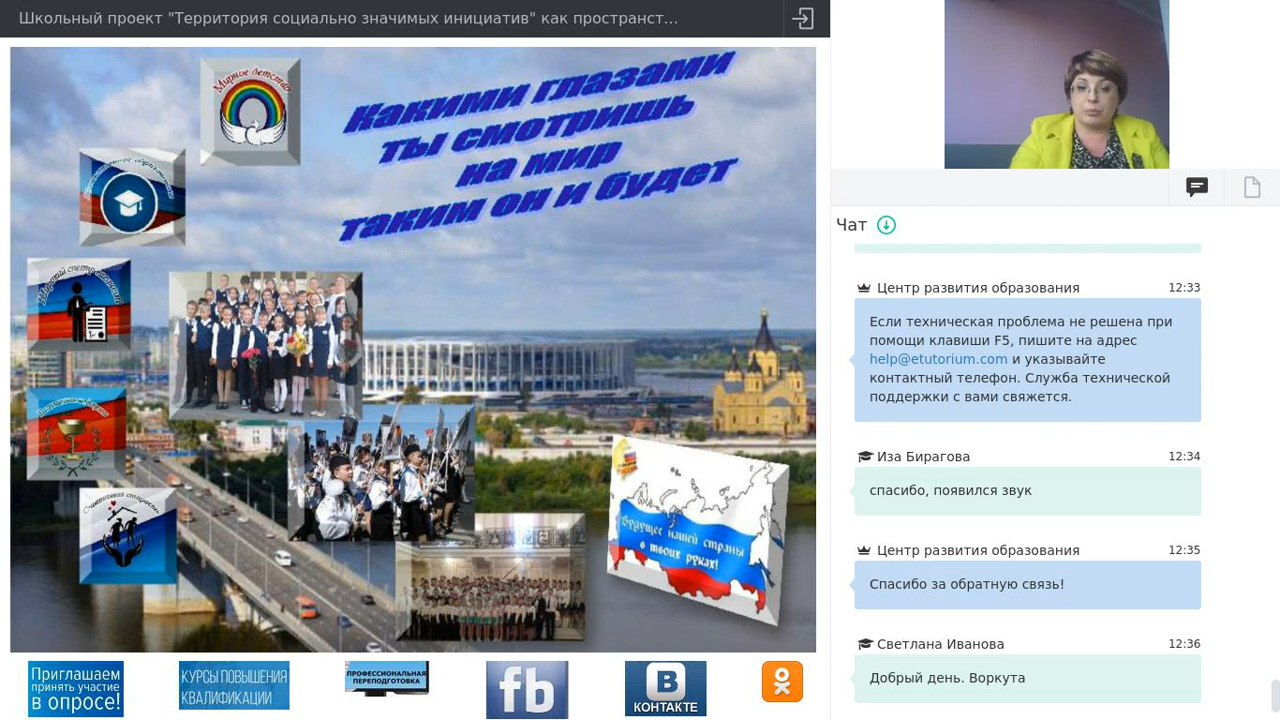 Школьный проект "Территория социально значимых инициатив" как пространст...
Мирное детство
Какими глазами
ты смотришь
на мир
таким он и будет
Будущее нашей страны
в твоих руках!
Приглашаем
принять участие
в опросе!
КУРСЫ ПОВЫШЕНИЯ
КВАЛИФИКАЦИИ
ПРОФЕССИОНАЛЬНАЯ
ПЕРЕПОДГОТОВКА
fb
В
КОНТАКТЕ
Чат
Центр развития образования 12:33
Если техническая проблема не решена при
помощи клавиши F5, пишите на адрес
help@etutorium.com и указывайте
контактный телефон. Служба технической
поддержки с вами свяжется.
Иза Бирагова 12:34
спасибо, появился звук
Центр развития образования 12:35
Спасибо за обратную связь!
Светлана Иванова 12:36
Добрый день. Воркута